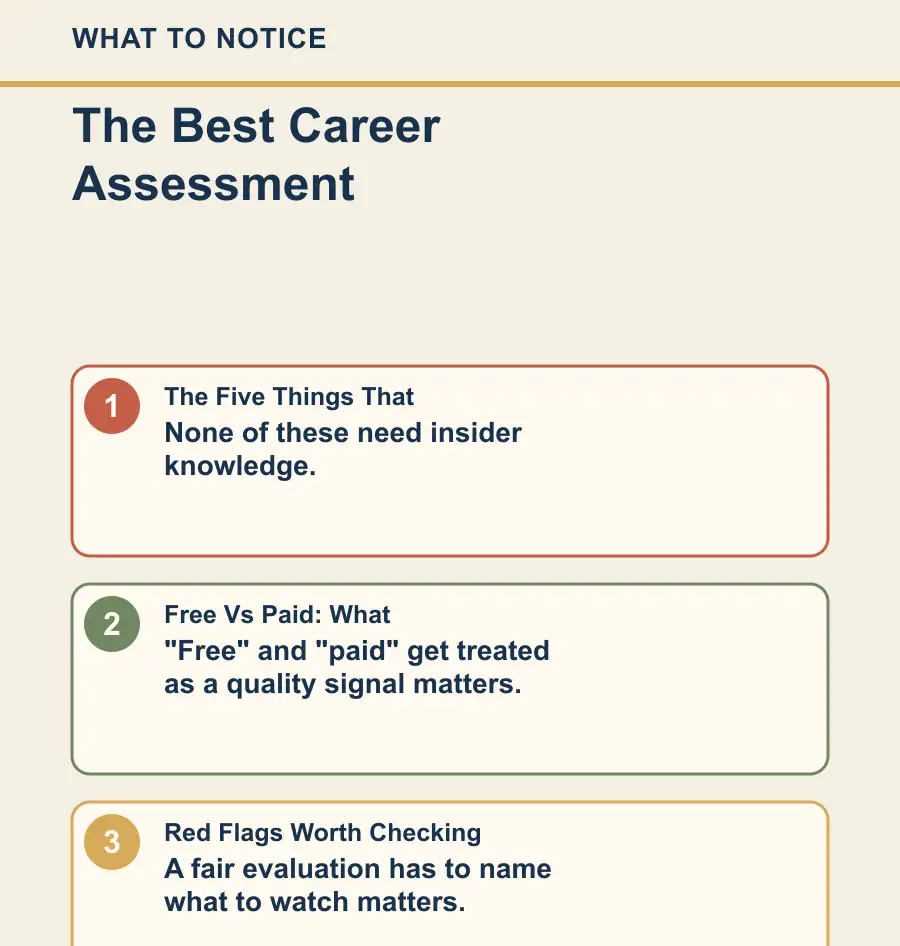 WHAT TO NOTICE
The Best Career
Assessment
1
The Five Things That
None of these need insider
knowledge.
2
Free Vs Paid: What
"Free" and "paid" get treated
as a quality signal matters.
3
Red Flags Worth Checking
A fair evaluation has to name
what to watch matters.